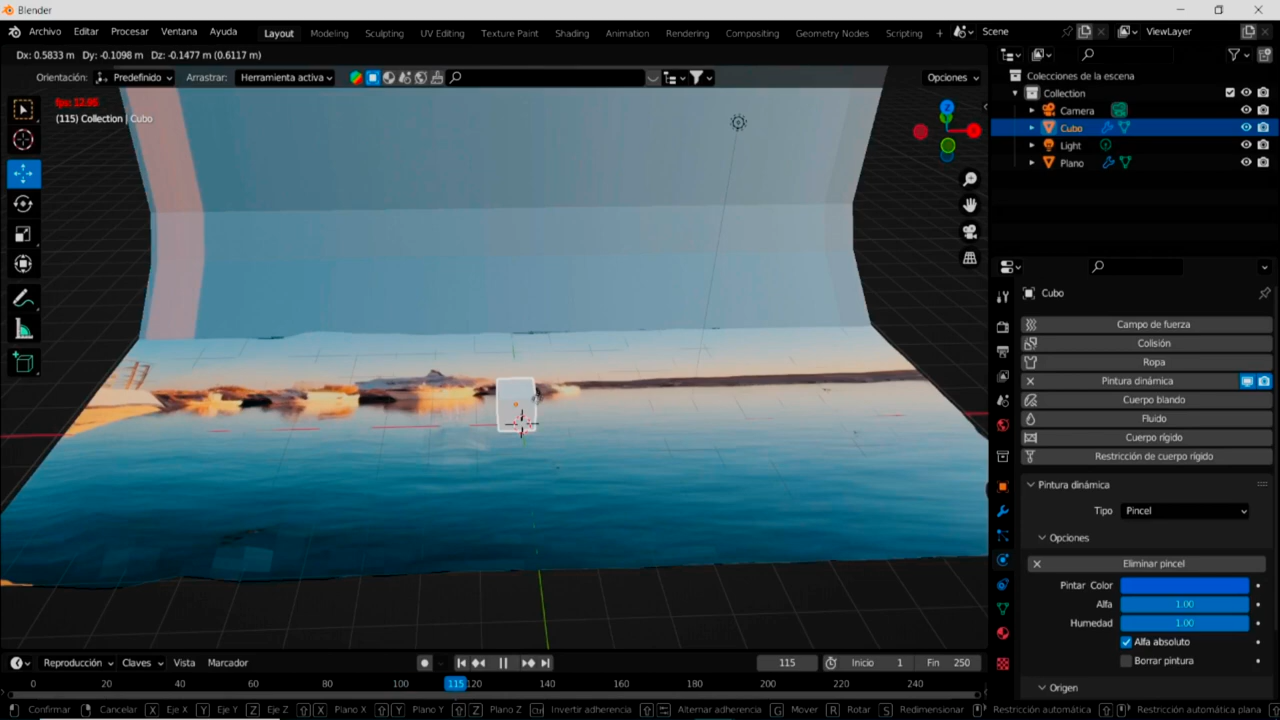 Blender
Archivo Editar Procesar Ventana Ayuda Layout Modeling Sculpting UV Editing Texture Paint Shading Animation Rendering Compositing Geometry Nodes Scripting + Scene ViewLayer
Dx: 0.5833 m Dy: -0.1098 m Dz: -0.1477 m (0.6117 m)
Orientación: Predefinido Arrastrar: Herramienta activa Opciones
fps: 12.95
(115) Collection | Cubo
Z
Colecciones de la escena
Collection
Camera
Cubo
Light
Plano
Cubo
Campo de fuerza
Colisión
Ropa
Pintura dinámica
Cuerpo blando
Fluido
Cuerpo rígido
Restricción de cuerpo rígido
Pintura dinámica
Tipo Pincel
Opciones
Eliminar pincel
Pintar Color
Alfa 1.00
Humedad 1.00
Alfa absoluto
Borrar pintura
Origen
Reproducción Claves Vista Marcador 115 Inicio 1 Fin 250
0 20 40 60 80 100 115 120 140 160 180 200 220 240
Confirmar Cancelar X Eje X Y Eje Y Z Eje Z X Plano X Y Plano Y Z Plano Z Ctrl Invertir adherencia Alternar adherencia G Mover R Rotar S Redimensionar Restricción automática Restricción automática plana